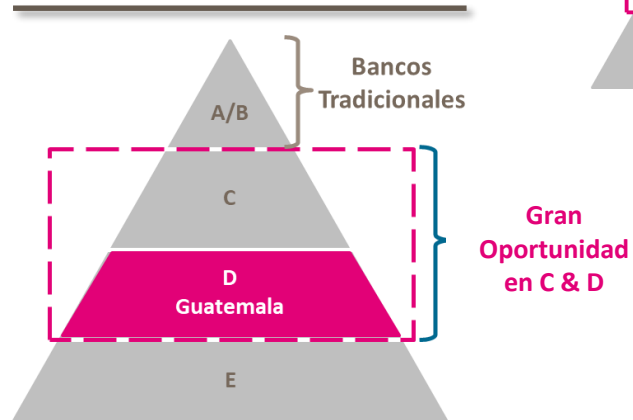 Bancos
Tradicionales
A/B
C
Gran
Oportunidad
en C & D
D
Guatemala
E